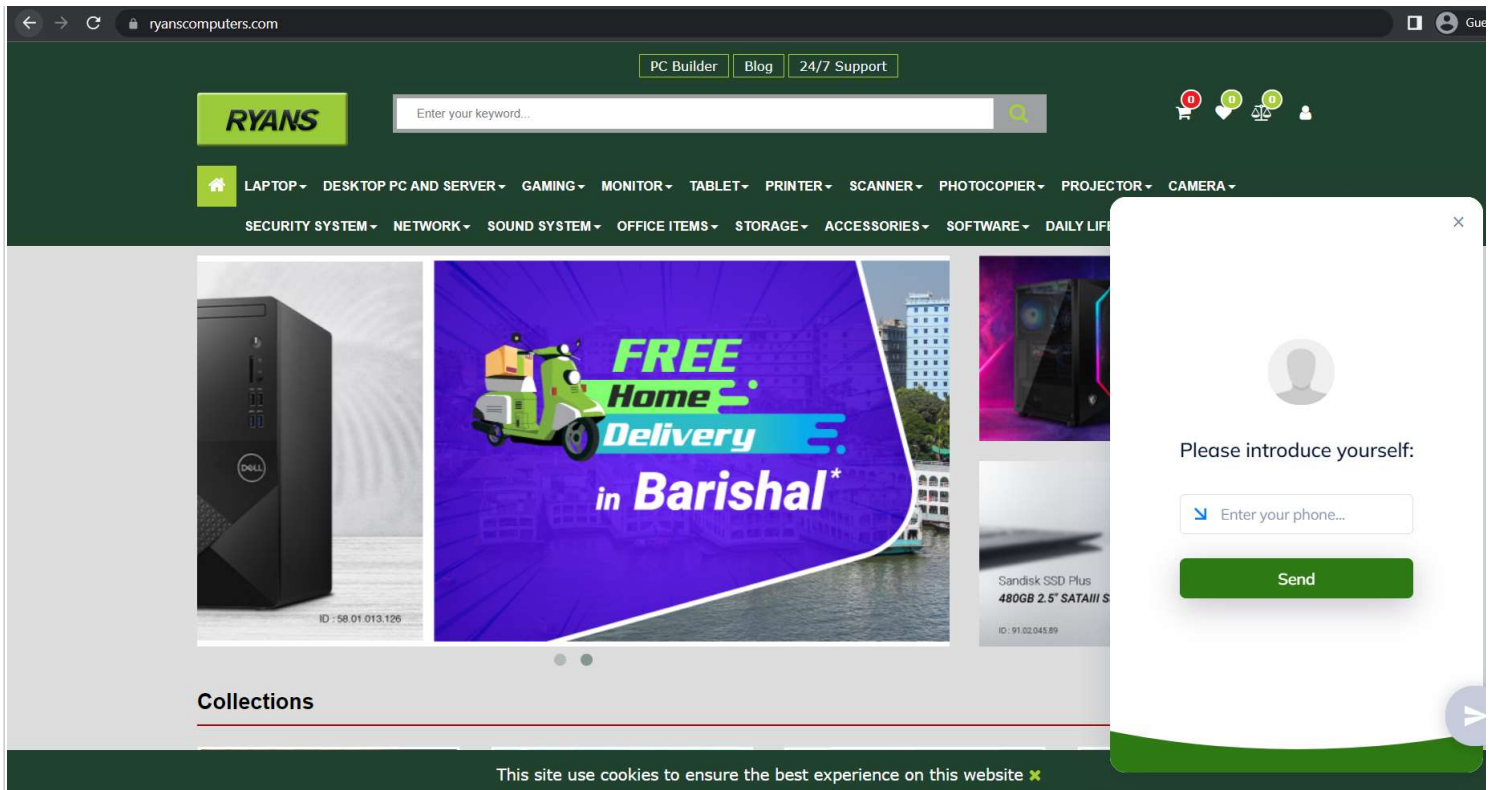 ryanscomputers.com
Gue
PC Builder
Blog
24/7 Support
RYANS
Enter your keyword...
0
0
0
LAPTOP DESKTOP PC AND SERVER GAMING MONITOR TABLET PRINTER SCANNER PHOTOCOPIER PROJECTOR CAMERA
SECURITY SYSTEM NETWORK SOUND SYSTEM OFFICE ITEMS STORAGE ACCESSORIES SOFTWARE DAILY LIFE
DELL
ID : 58.01.013.126
FREE
Home
Delivery
in Barishal*
Sandisk SSD Plus
480GB 2.5" SATAIII S
ID : 91.02.045.89
Please introduce yourself:
Enter your phone...
Send
Collections
This site use cookies to ensure the best experience on this website